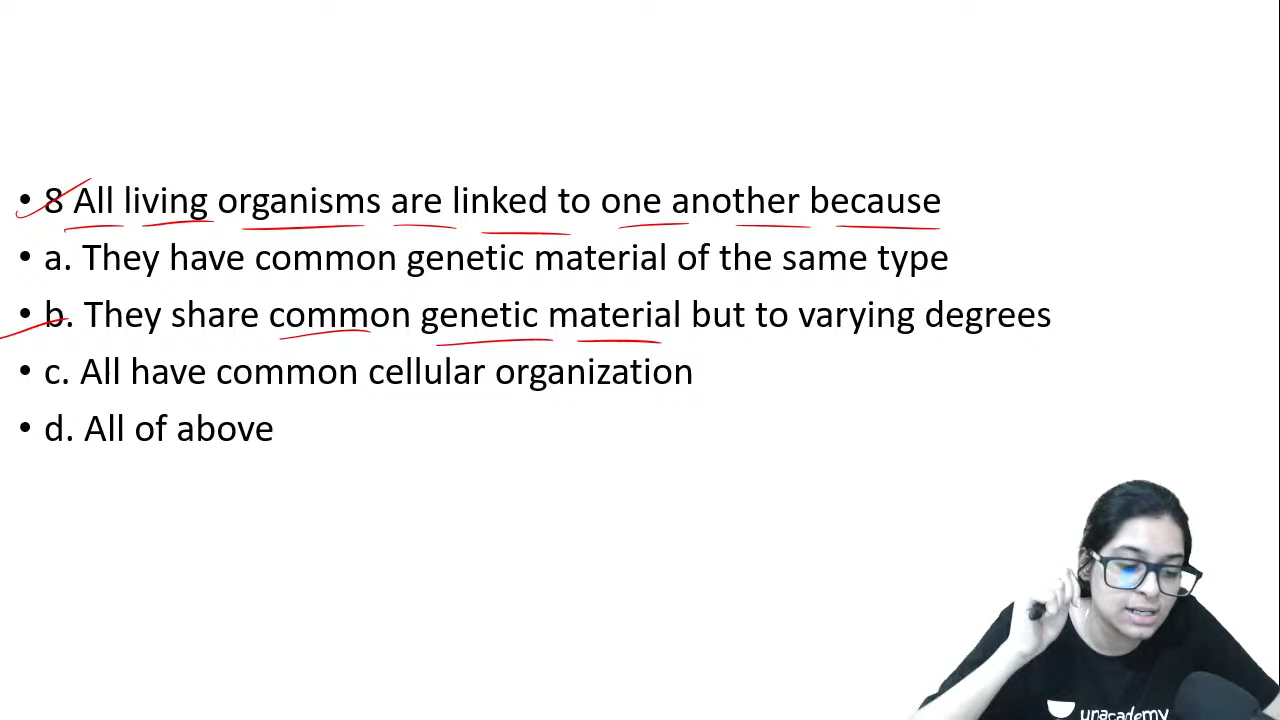 • 8 All living organisms are linked to one another because
• a. They have common genetic material of the same type
• b. They share common genetic material but to varying degrees
• c. All have common cellular organization
• d. All of above
unacademy